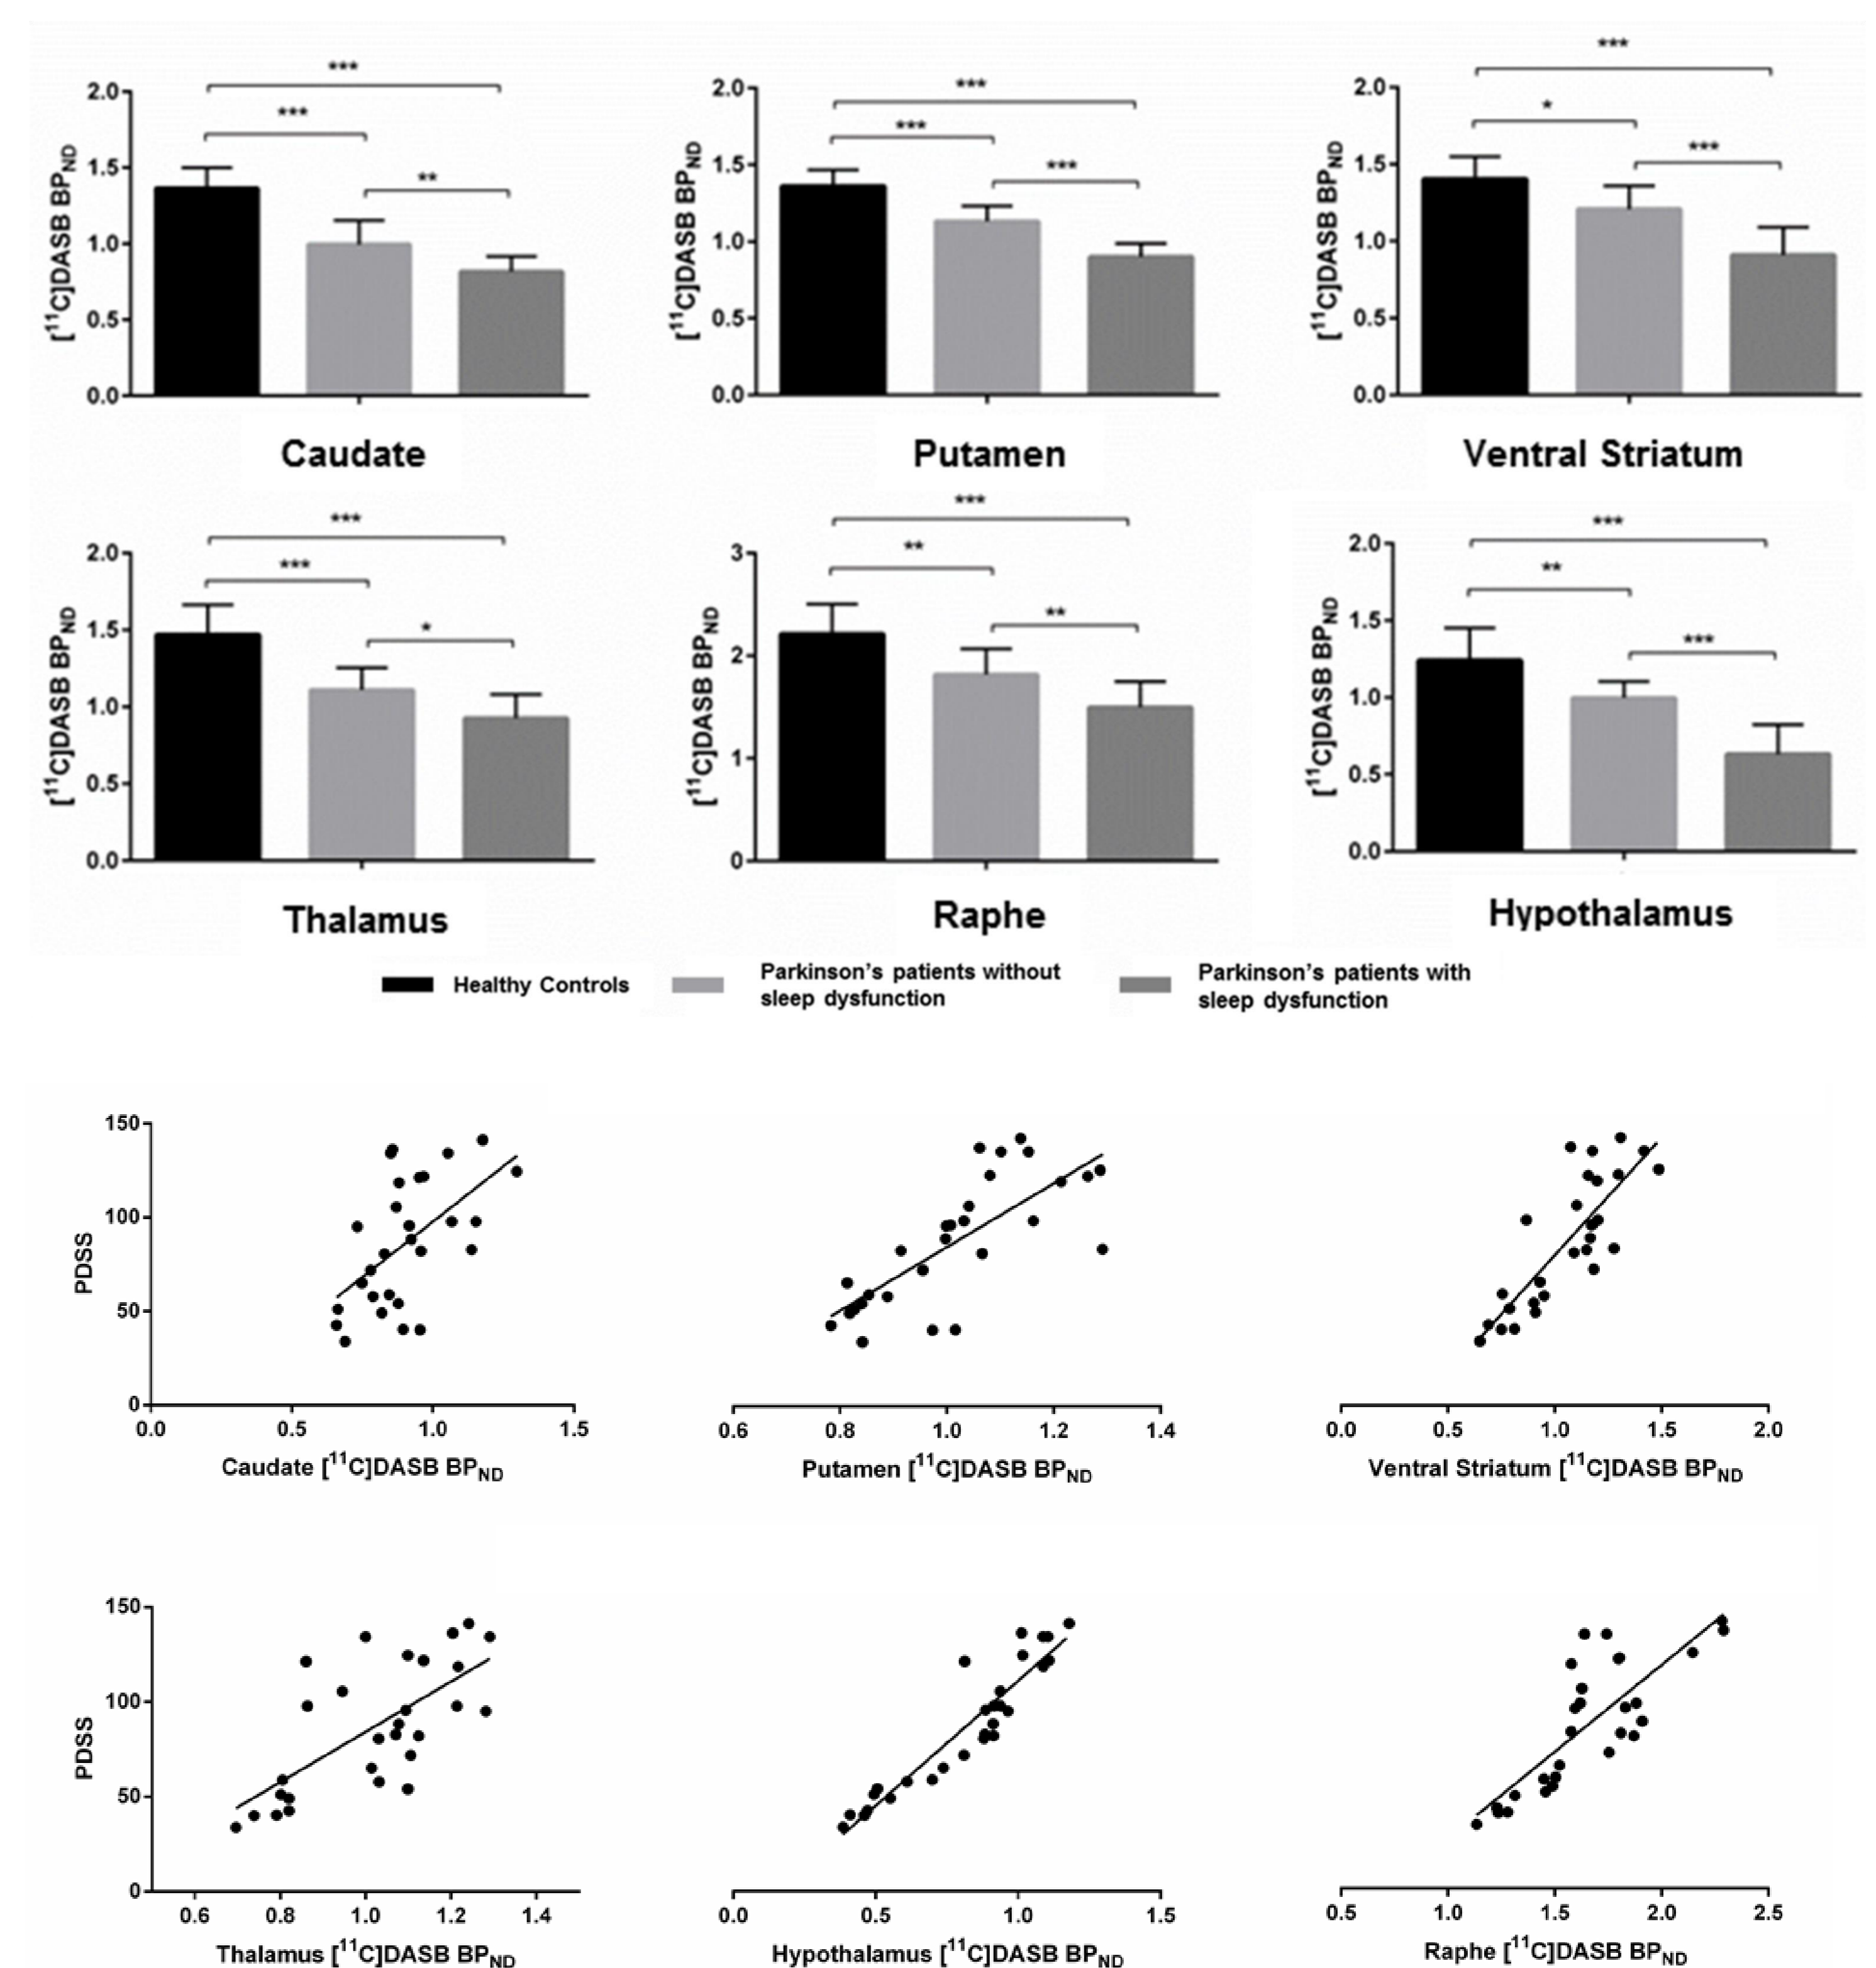 ***
***
**
2.0
1.5
1.0
0.5
0.0
[¹¹C]DASB BPND
Caudate
***
***
***
2.0
1.5
1.0
0.5
0.0
[¹¹C]DASB BPND
Putamen
***
*
***
2.0
1.5
1.0
0.5
0.0
[¹¹C]DASB BPND
Ventral Striatum
***
***
*
2.0
1.5
1.0
0.5
0.0
[¹¹C]DASB BPND
Thalamus
***
**
**
3
2
1
0
[¹¹C]DASB BPND
Raphe
***
**
***
2.0
1.5
1.0
0.5
0.0
[¹¹C]DASB BPND
Hypothalamus
Healthy Controls
Parkinson's patients without
sleep dysfunction
Parkinson's patients with
sleep dysfunction
150
100
50
0
PDSS
0.0 0.5 1.0 1.5
Caudate [¹¹C]DASB BPND
0.6 0.8 1.0 1.2 1.4
Putamen [¹¹C]DASB BPND
0.0 0.5 1.0 1.5 2.0
Ventral Striatum [¹¹C]DASB BPND
150
100
50
0
PDSS
0.6 0.8 1.0 1.2 1.4
Thalamus [¹¹C]DASB BPND
0.0 0.5 1.0 1.5
Hypothalamus [¹¹C]DASB BPND
0.5 1.0 1.5 2.0 2.5
Raphe [¹¹C]DASB BPND